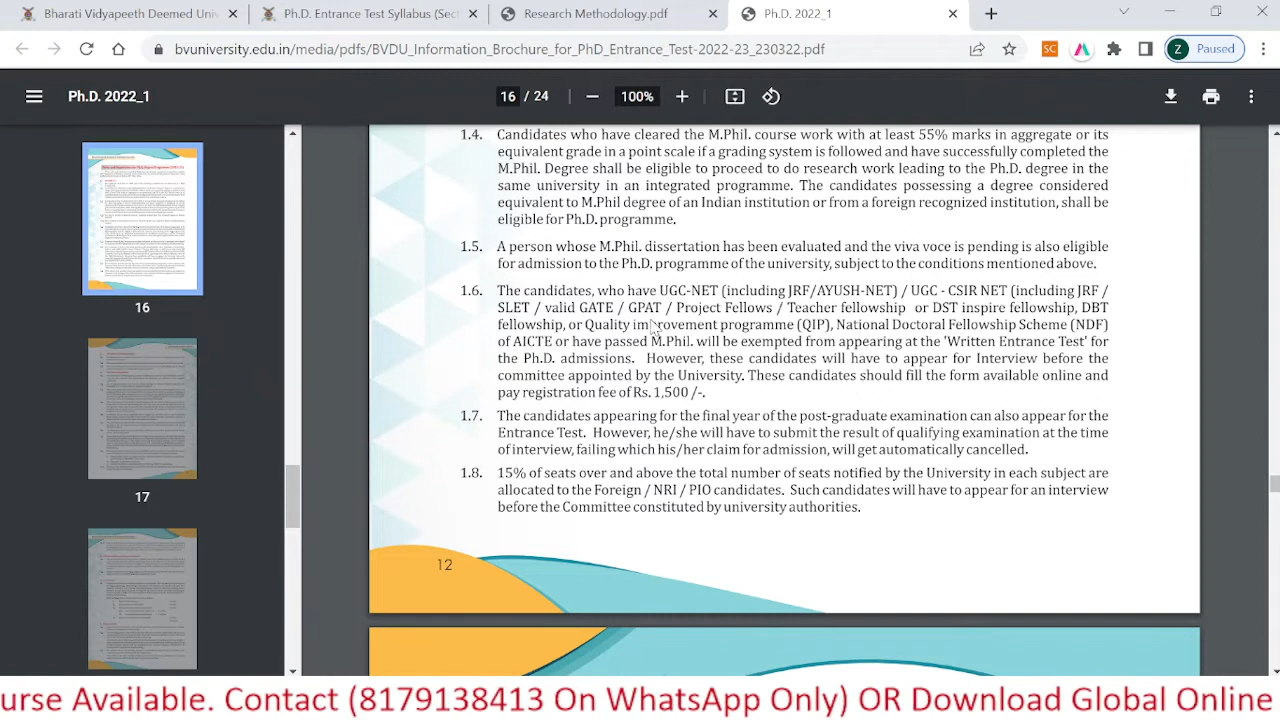 Bharati Vidyapeeth Deemed Univ
Ph.D. Entrance Test Syllabus (Sect
Research Methodology.pdf
Ph.D. 2022_1
bvuniversity.edu.in/media/pdfs/BVDU_Information_Brochure_for_PhD_Entrance_Test-2022-23_230322.pdf
SC
Z Paused
Ph.D. 2022_1
16 / 24
100%
16
17
1.4. Candidates who have cleared the M.Phil. course work with at least 55% marks in aggregate or its
equivalent grade in a point scale if a grading system is followed and have successfully completed the
M.Phil. degree shall be eligible to proceed to do research work leading to the Ph.D. degree in the
same University in an integrated programme. The candidates possessing a degree considered
equivalent to M.Phil. degree of an Indian institution or from a foreign recognized institution, shall be
eligible for Ph.D. programme.
1.5. A person whose M.Phil. dissertation has been evaluated and the viva voce is pending is also eligible
for admission to the Ph.D. programme of the university, subject to the conditions mentioned above.
1.6. The candidates, who have UGC-NET (including JRF/AYUSH-NET) / UGC - CSIR NET (including JRF /
SLET / valid GATE / GPAT / Project Fellows / Teacher fellowship or DST inspire fellowship, DBT
fellowship, or Quality improvement programme (QIP), National Doctoral Fellowship Scheme (NDF)
of AICTE or have passed M.Phil. will be exempted from appearing at the 'Written Entrance Test' for
the Ph.D. admissions. However, these candidates will have to appear for Interview before the
committee appointed by the University. These candidates should fill the form available online and
pay registration fee of Rs. 1,500/-.
1.7. The candidates appearing for the final year of the post-graduate examination can also appear for the
Entrance Test. However, he/she will have to submit the result of qualifying examination at the time
of interview, failing which his/her claim for admission, will get automatically cancelled.
1.8. 15% of seats over and above the total number of seats notified by the University in each subject are
allocated to the Foreign / NRI / PIO candidates. Such candidates will have to appear for an interview
before the Committee constituted by university authorities.
12
urse Available. Contact (8179138413 On WhatsApp Only) OR Download Global Online